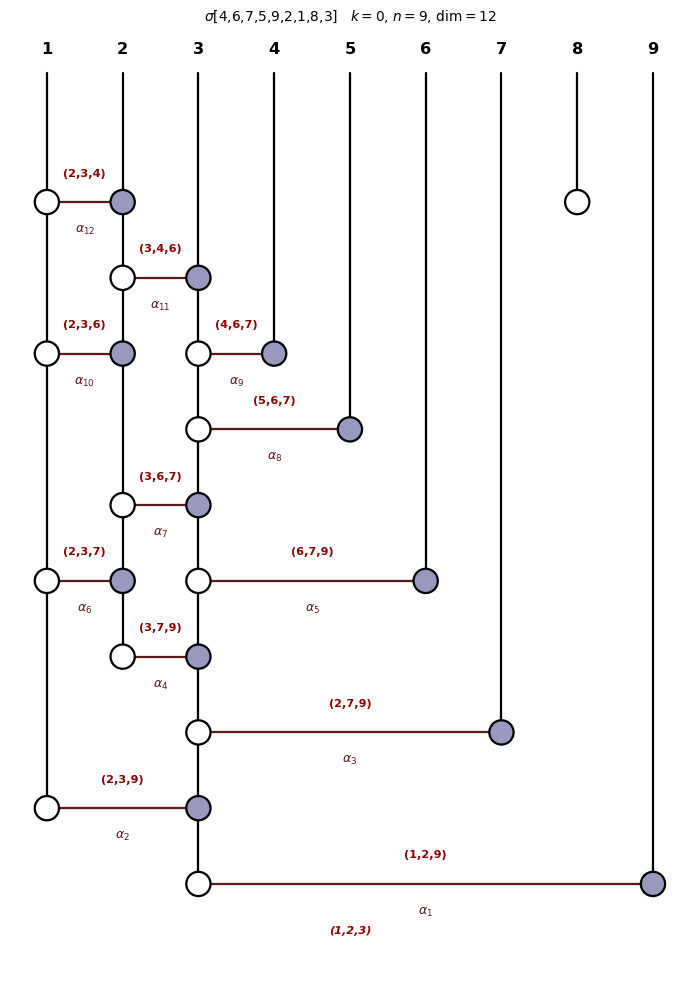 σ[4,6,7,5,9,2,1,8,3]   k = 0, n = 9, dim = 12
1 2 3 4 5 6 7 8 9
(2,3,4)
α12
(3,4,6)
α11
(2,3,6) (4,6,7)
α10 α9
(5,6,7)
α8
(3,6,7)
α7
(2,3,7) (6,7,9)
α6 α5
(3,7,9)
α4
(2,7,9)
α3
(2,3,9)
α2
(1,2,9)
α1
(1,2,3)